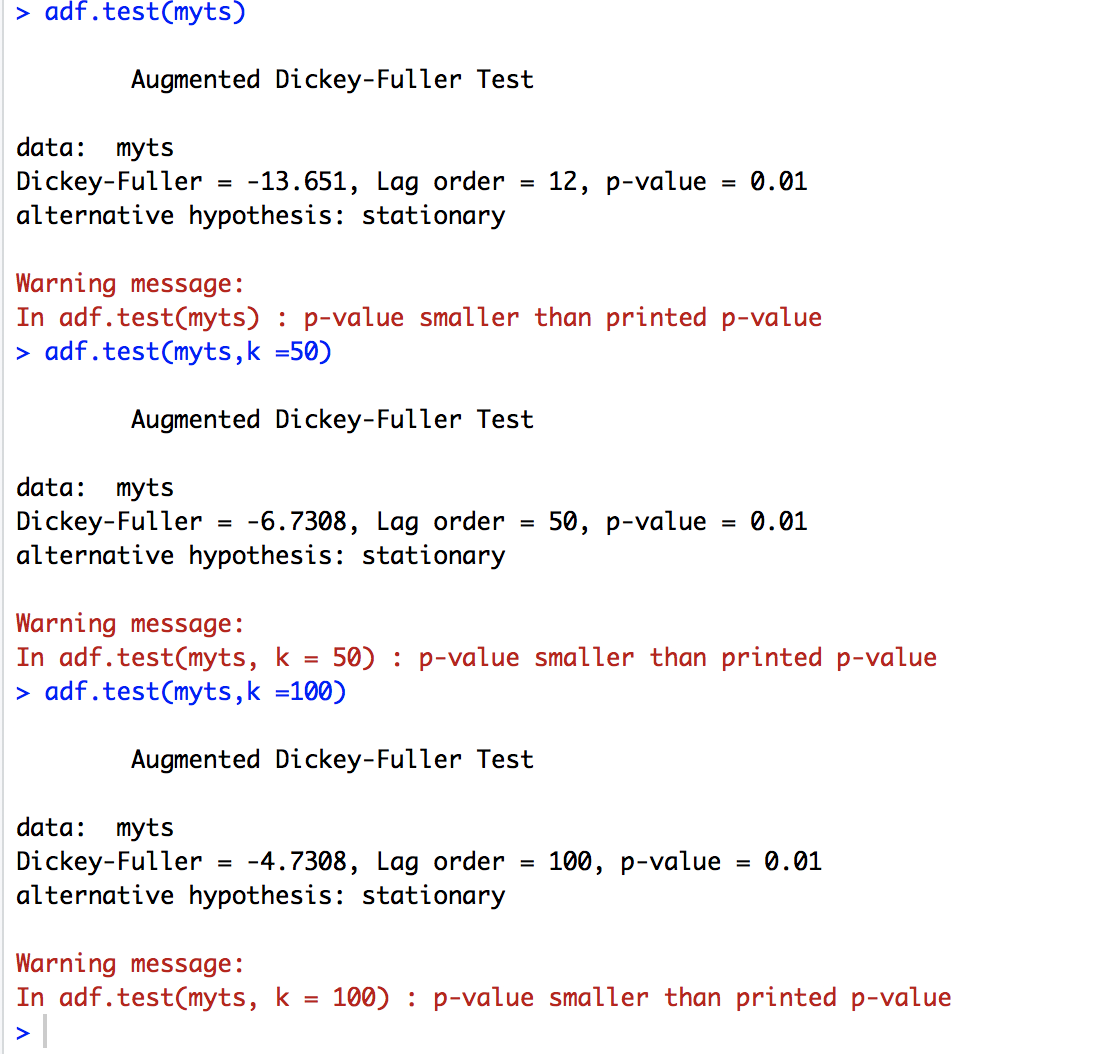 > adf.test(myts)
Augmented Dickey-Fuller Test
data:  myts
Dickey-Fuller = -13.651, Lag order = 12, p-value = 0.01
alternative hypothesis: stationary
Warning message:
In adf.test(myts) : p-value smaller than printed p-value
> adf.test(myts,k =50)
Augmented Dickey-Fuller Test
data:  myts
Dickey-Fuller = -6.7308, Lag order = 50, p-value = 0.01
alternative hypothesis: stationary
Warning message:
In adf.test(myts, k = 50) : p-value smaller than printed p-value
> adf.test(myts,k =100)
Augmented Dickey-Fuller Test
data:  myts
Dickey-Fuller = -4.7308, Lag order = 100, p-value = 0.01
alternative hypothesis: stationary
Warning message:
In adf.test(myts, k = 100) : p-value smaller than printed p-value
>